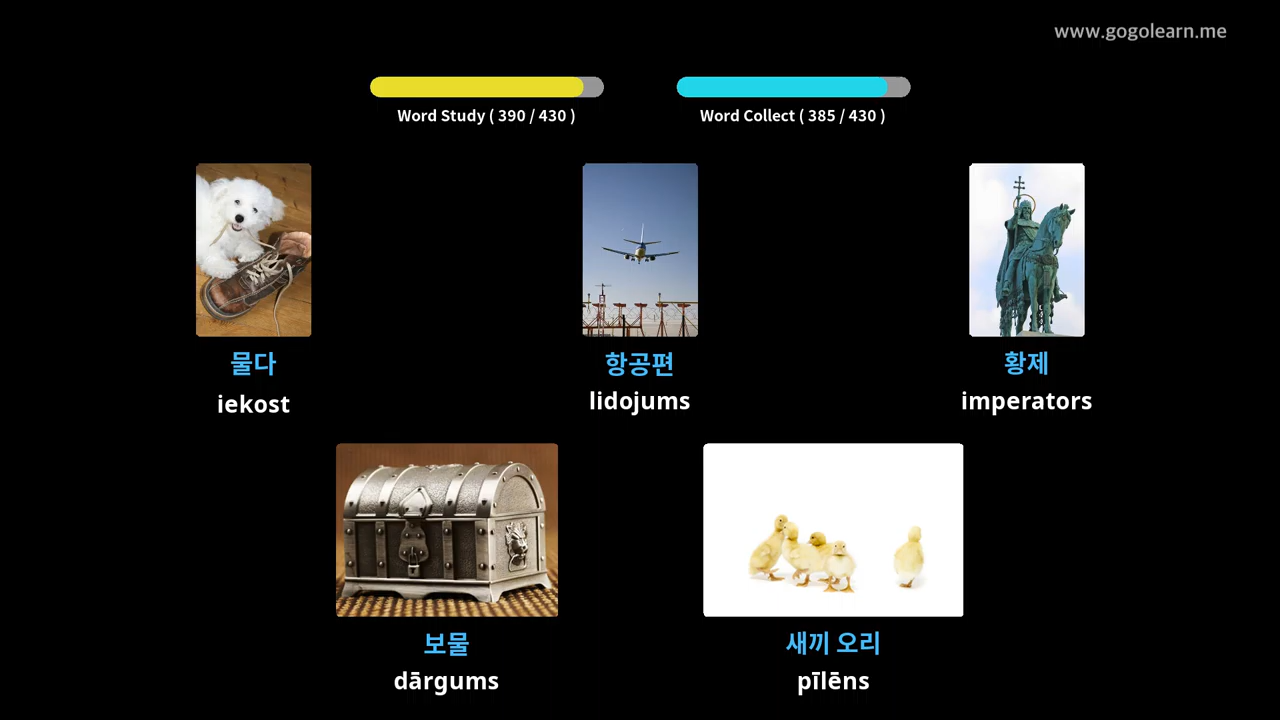 www.gogolearn.me
Word Study ( 390 / 430 )
Word Collect ( 385 / 430 )
물다
항공편
황제
iekost
lidojums
imperators
보물
새끼 오리
dārgums
pīlēns